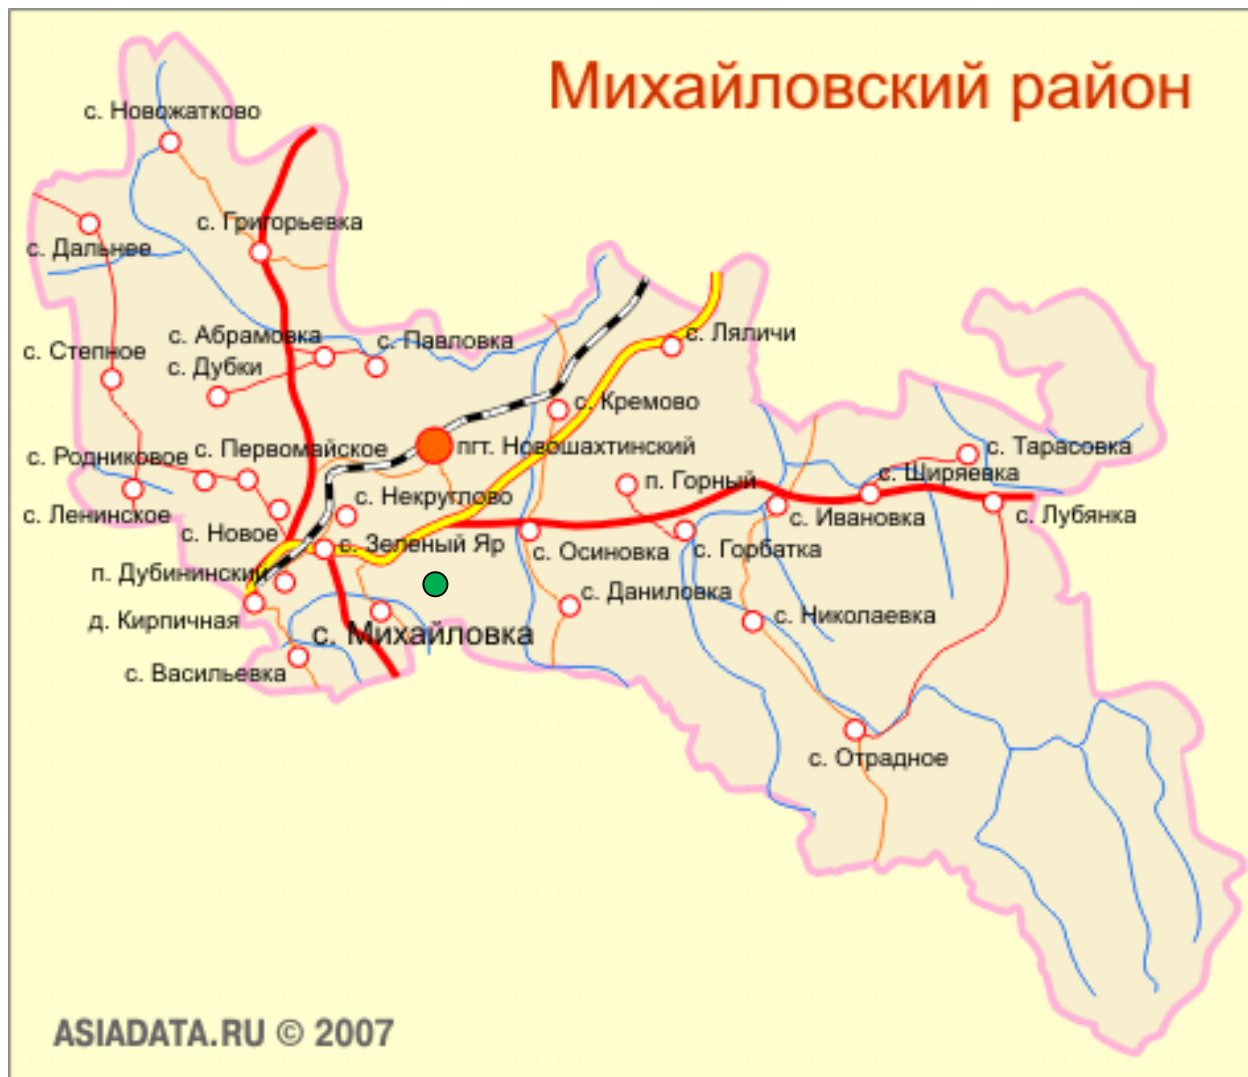 Михайловский район
с. Новожатково
с. Григорьевка
с. Дальнее
с. Абрамовка
с. Павловка
с. Ляличи
с. Степное
с. Дубки
с. Кремово
с. Первомайское
пгт. Новошахтинский
с. Тарасовка
с. Родниковое
с. Ширяевка
п. Горный
с. Некруглово
с. Ленинское
с. Ивановка
с. Лубянка
с. Новое
с. Зеленый Яр
с. Осиновка
с. Горбатка
п. Дубининский
с. Даниловка
с. Николаевка
д. Кирпичная
с. Михайловка
с. Васильевка
с. Отрадное
ASIADATA.RU © 2007